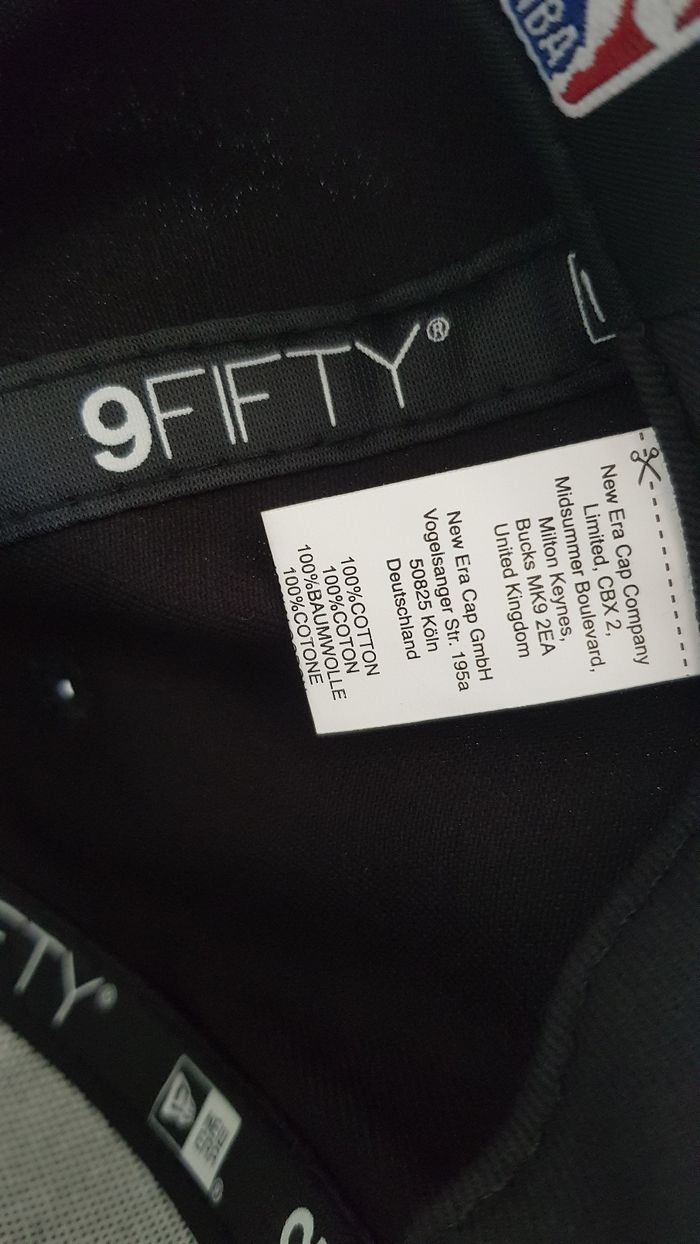 NBA
9FIFTY®
New Era Cap Company
Limited, CBX 2,
Midsummer Boulevard,
Milton Keynes,
Bucks MK9 2EA
United Kingdom
New Era Cap GmbH
Vogelsanger Str. 195a
50825 Köln
Deutschland
100%COTTON
100%COTON
100%BAUMWOLLE
100%COTONE
FTY®